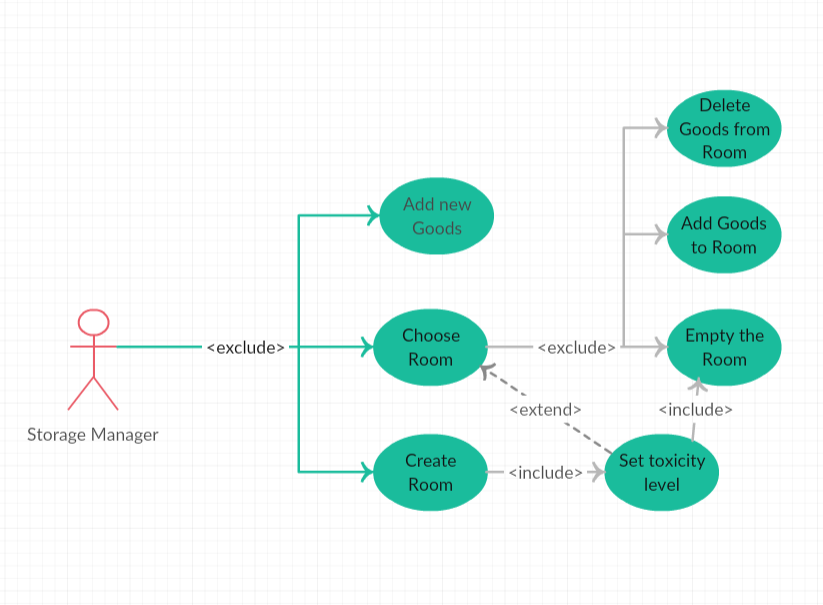 Delete
Goods from
Room
Add new
Goods
Add Goods
to Room
<exclude>
Choose
Room
<exclude>
Empty the
Room
<extend>
<include>
Storage Manager
Create
Room
<include>
Set toxicity
level